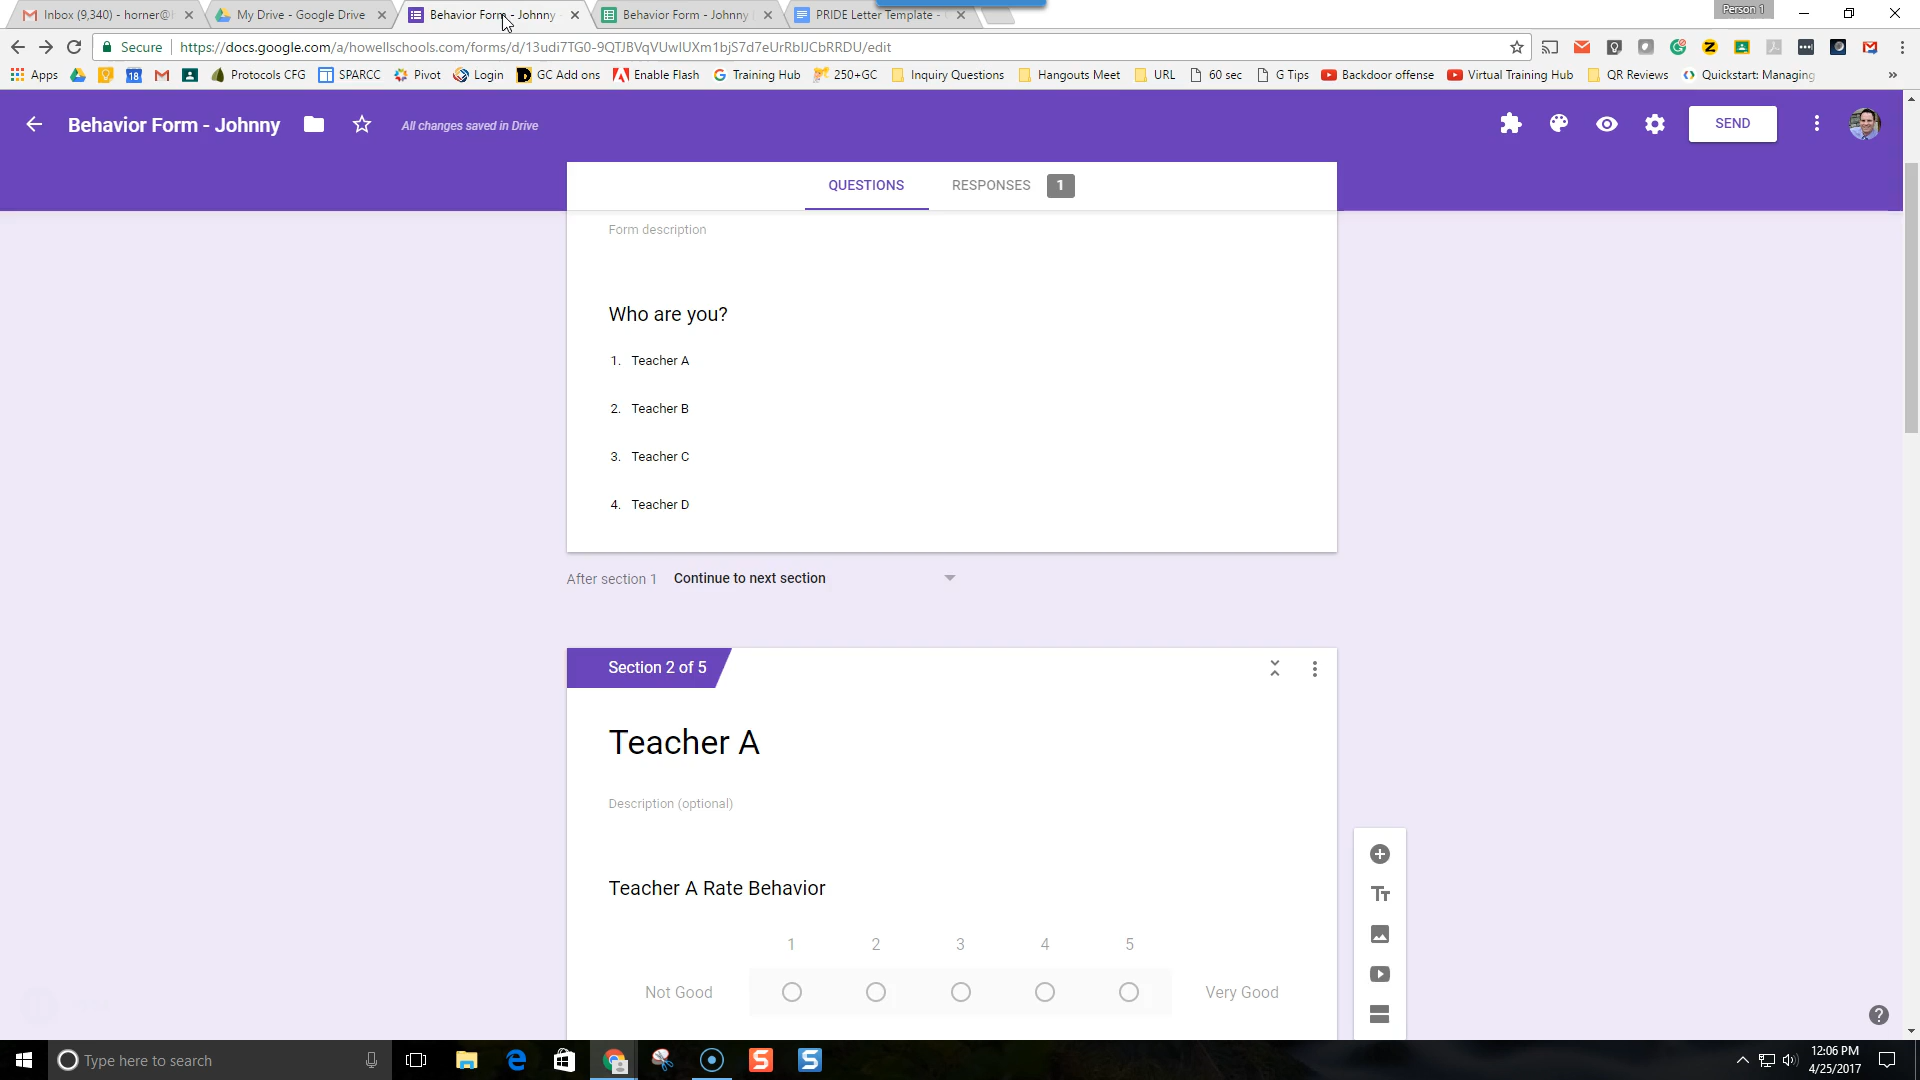 Inbox (9,340) - horner@
My Drive - Google Drive
Behavior Form - Johnny
Behavior Form - Johnny
PRIDE Letter Template -
Person 1
Secure
https://docs.google.com/a/howellschools.com/forms/d/13udi7TG0-9QTJBVqVUwIUXm1bjS7d7eUrRbIJCbRRDU/edit
Apps
18
Protocols CFG
SPARCC
Pivot
Login
GC Add ons
Enable Flash
Training Hub
250+GC
Inquiry Questions
Hangouts Meet
URL
60 sec
G Tips
Backdoor offense
Virtual Training Hub
QR Reviews
Quickstart: Managing
»
Behavior Form - Johnny
All changes saved in Drive
SEND
QUESTIONS
RESPONSES 1
Form description
Who are you?
1. Teacher A
2. Teacher B
3. Teacher C
4. Teacher D
After section 1 Continue to next section
Section 2 of 5
Teacher A
Description (optional)
Teacher A Rate Behavior
1 2 3 4 5
Not Good
Very Good
Type here to search
12:06 PM
4/25/2017